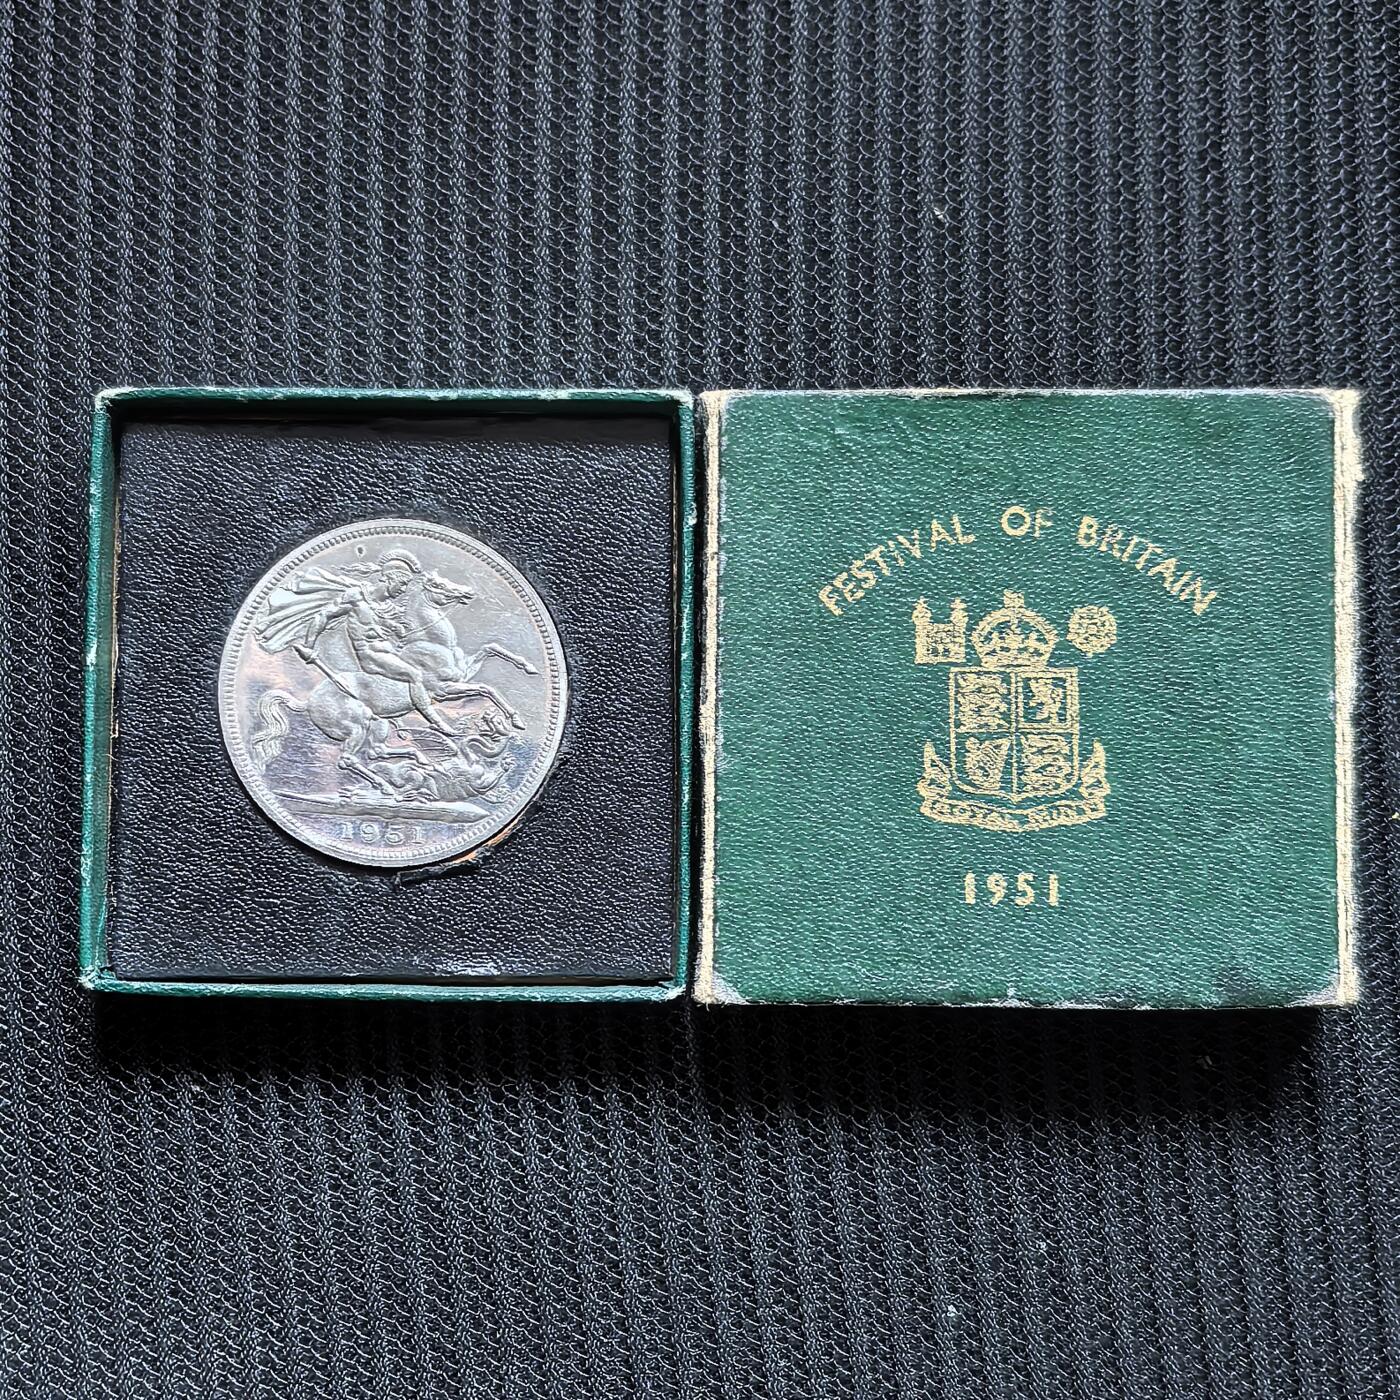 1951
FESTIVAL OF BRITAIN
ROYAL MINT
1951